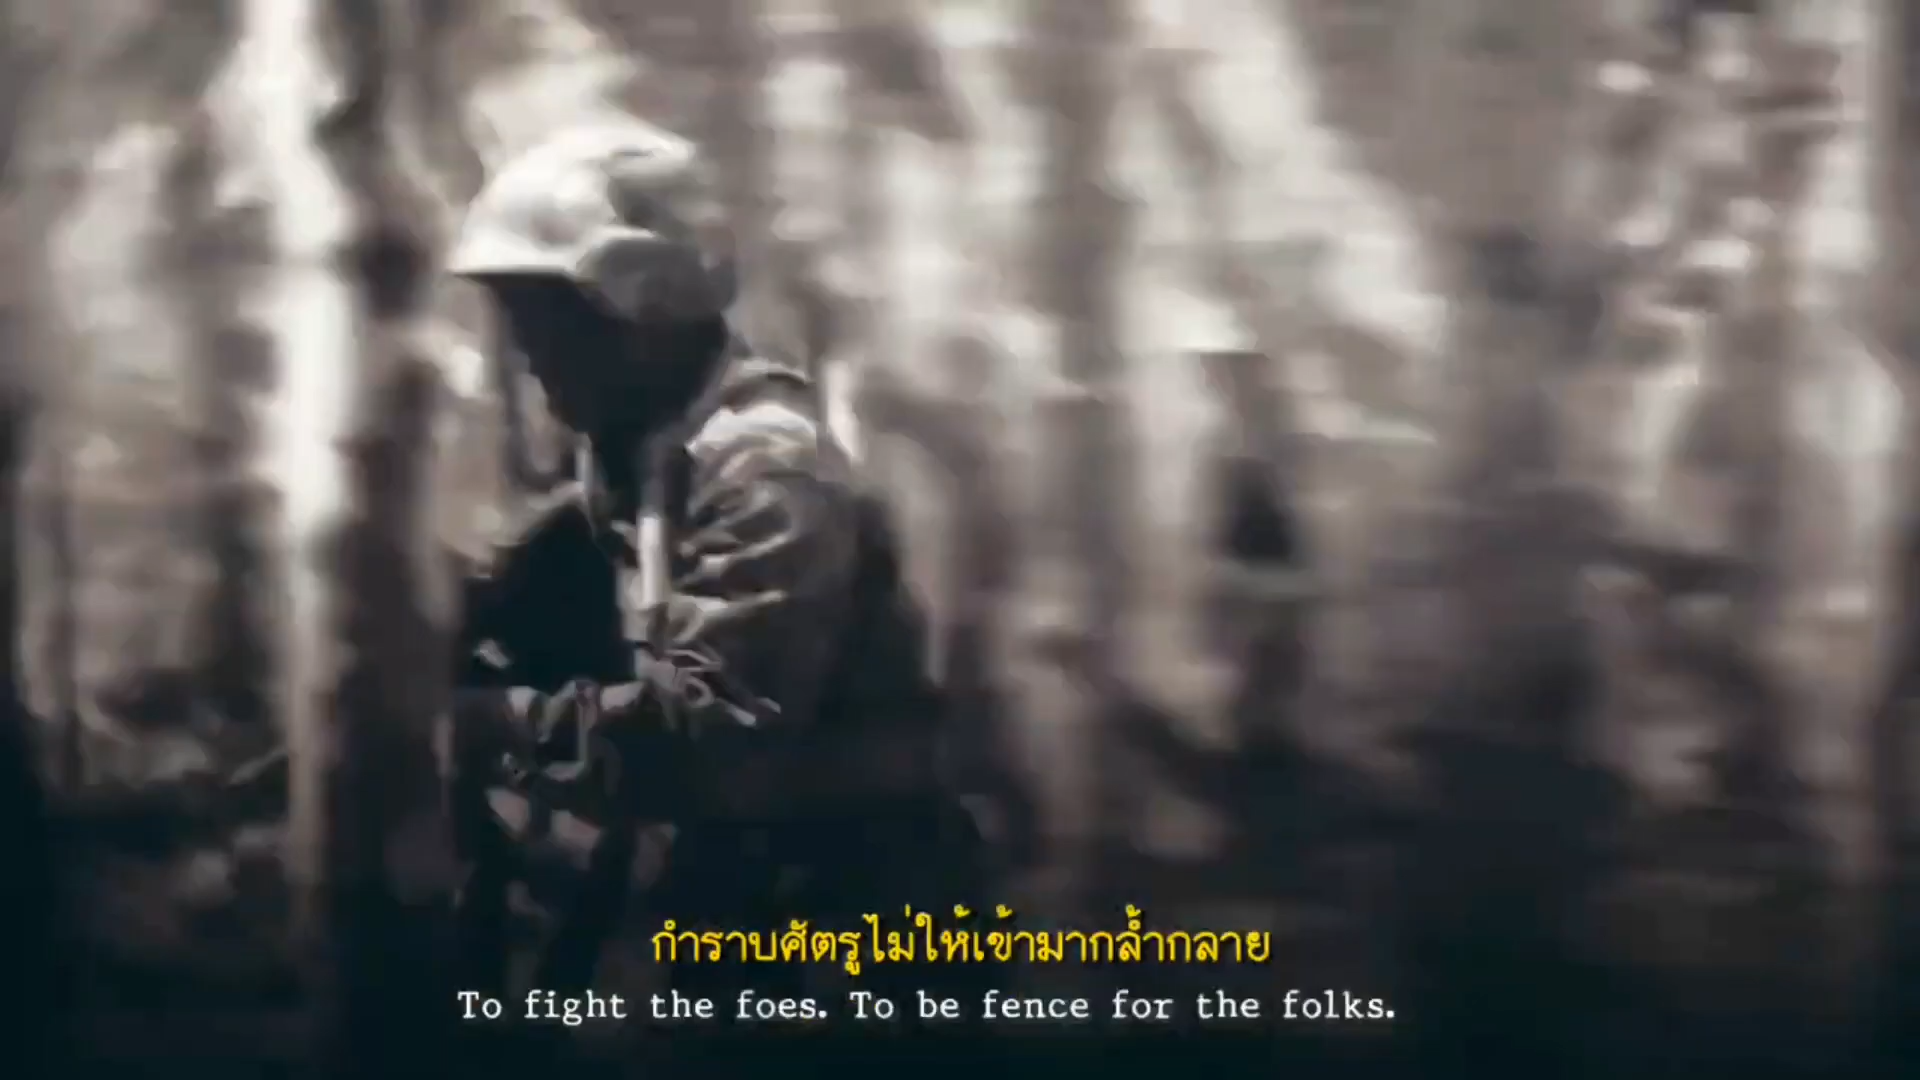 กำราบศัตรูไม่ให้เข้ามากล้ำกลาย
To fight the foes. To be fence for the folks.